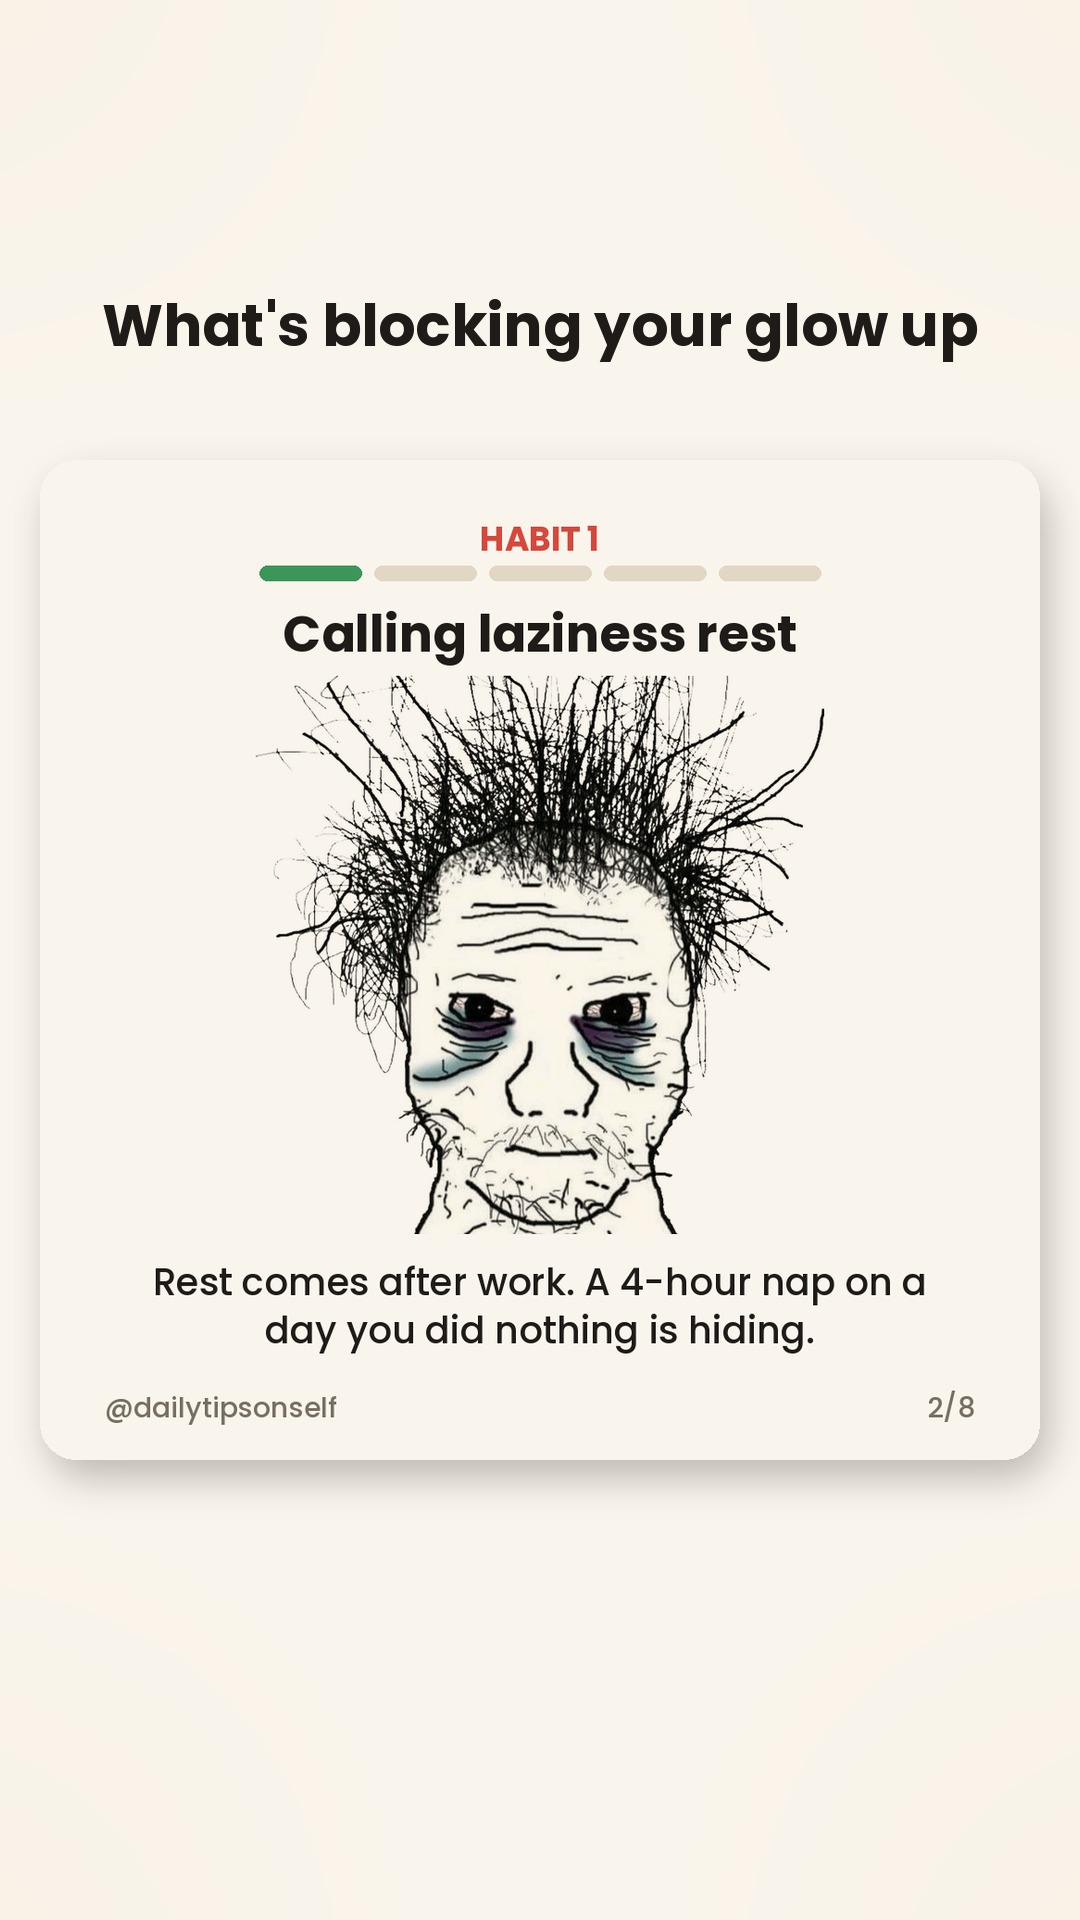 What's blocking your glow up
HABIT 1
Calling laziness rest
Rest comes after work. A 4-hour nap on a
day you did nothing is hiding.
@dailytipsonself
2/8